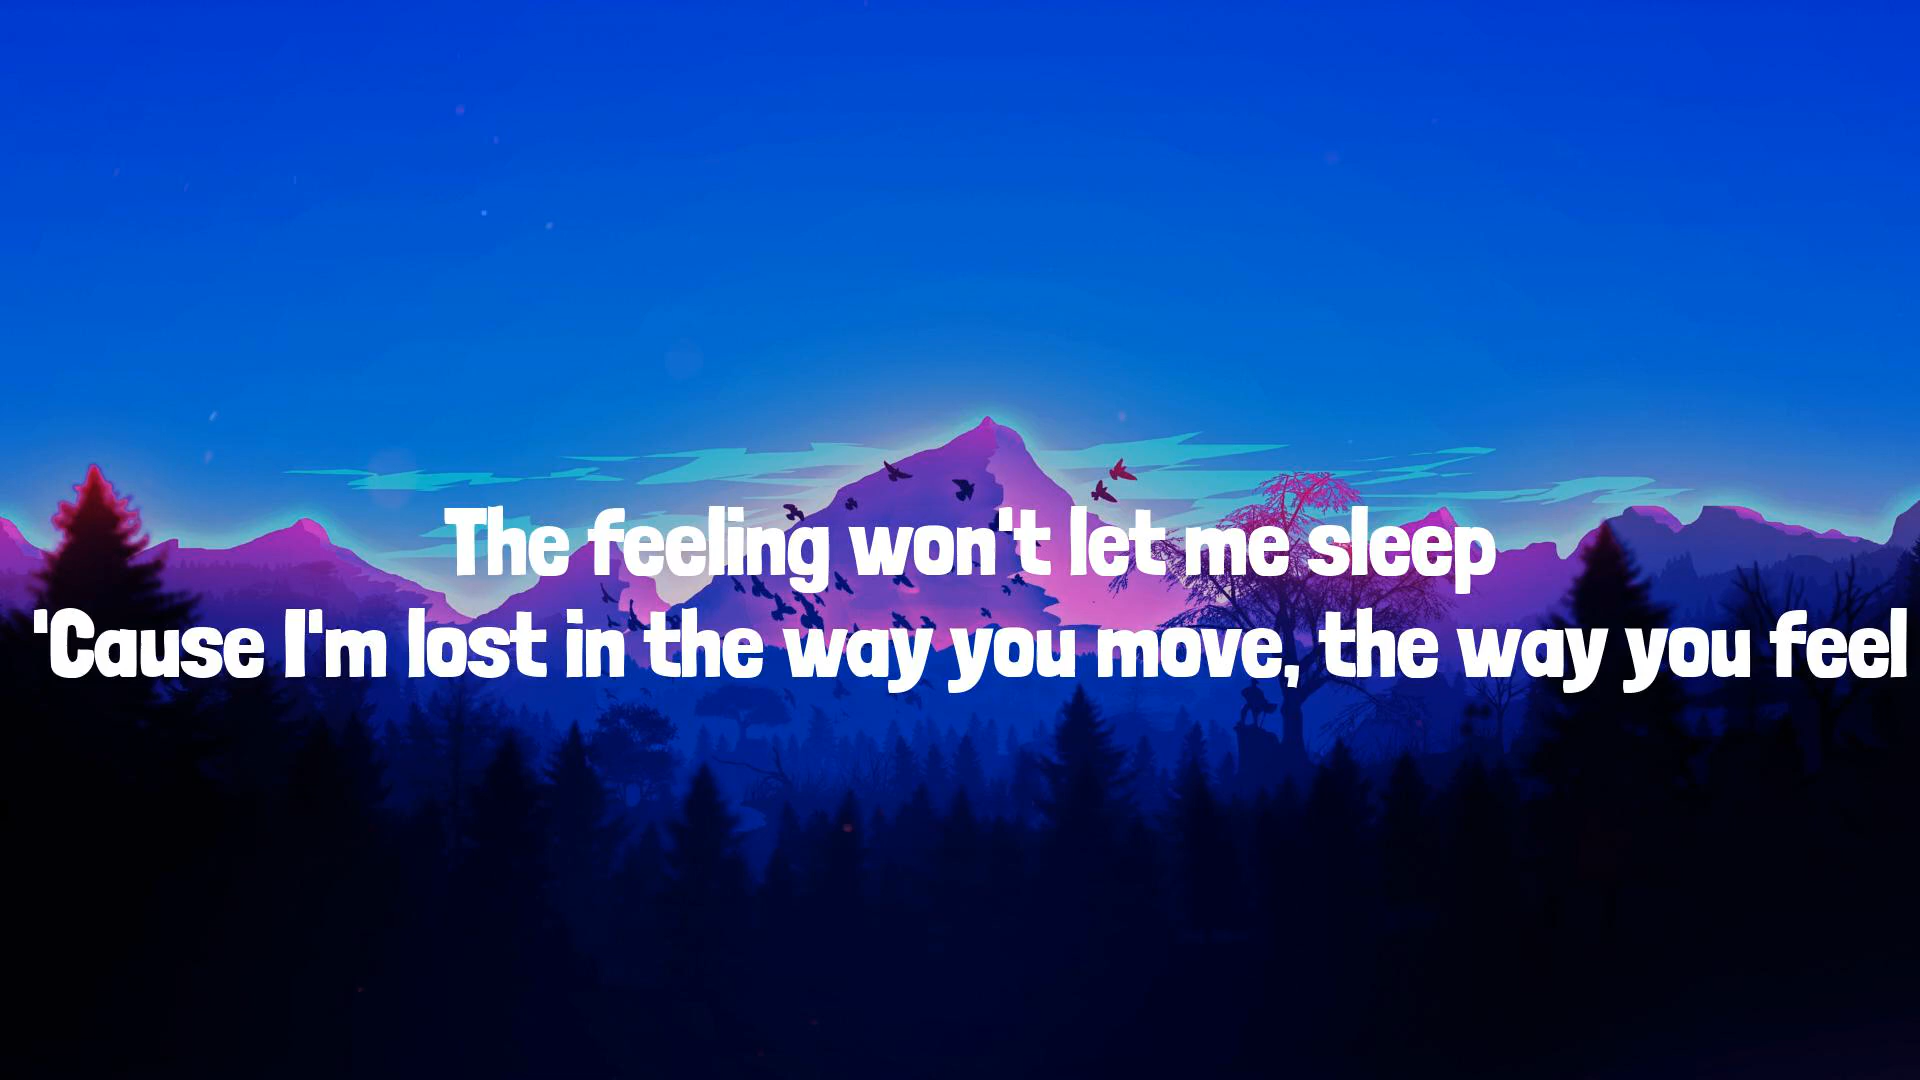 The feeling won't let me sleep
'Cause I'm lost in the way you move, the way you feel